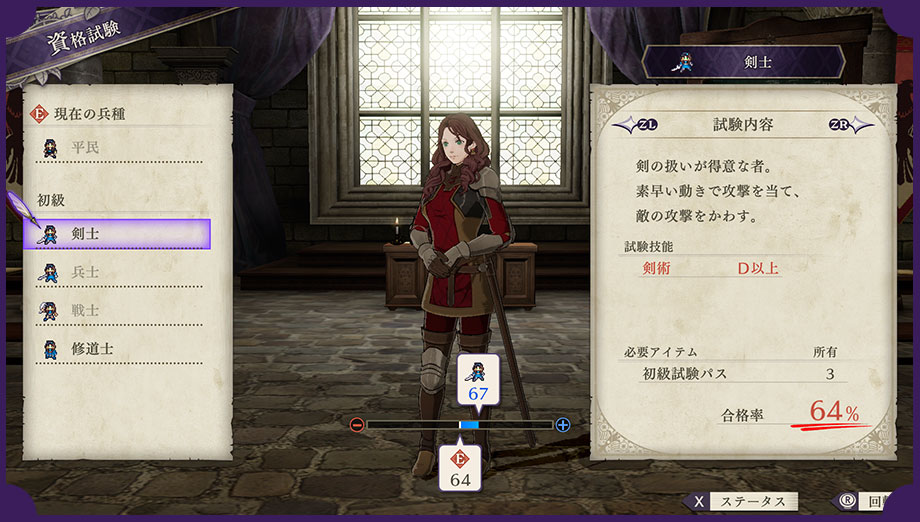 資格試験
E 現在の兵種
平民
初級
剣士
兵士
戦士
修道士
67
E
64
剣士
ZL 試験内容 ZR
剣の扱いが得意な者。
素早い動きで攻撃を当て、
敵の攻撃をかわす。
試験技能
剣術 D以上
必要アイテム 所有
初級試験パス 3
合格率 64%
X ステータス
R 回